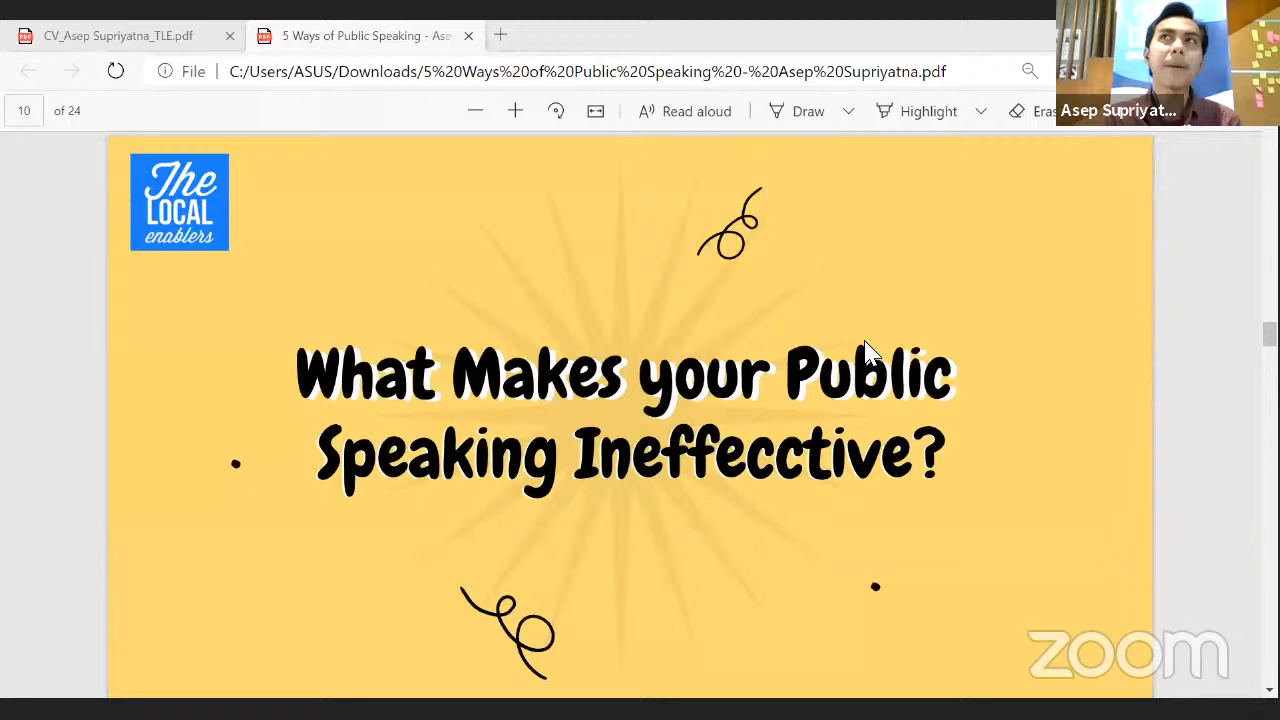 CV_Asep Supriyatna_TLE.pdf
5 Ways of Public Speaking - Ase
File
C:/Users/ASUS/Downloads/5%20Ways%20of%20Public%20Speaking%20-%20Asep%20Supriyatna.pdf
10 of 24
Read aloud
Draw
Highlight
Eras
Asep Supriyat...
The
LOCAL
enablers
What Makes your Public
Speaking Ineffecctive?
zoom